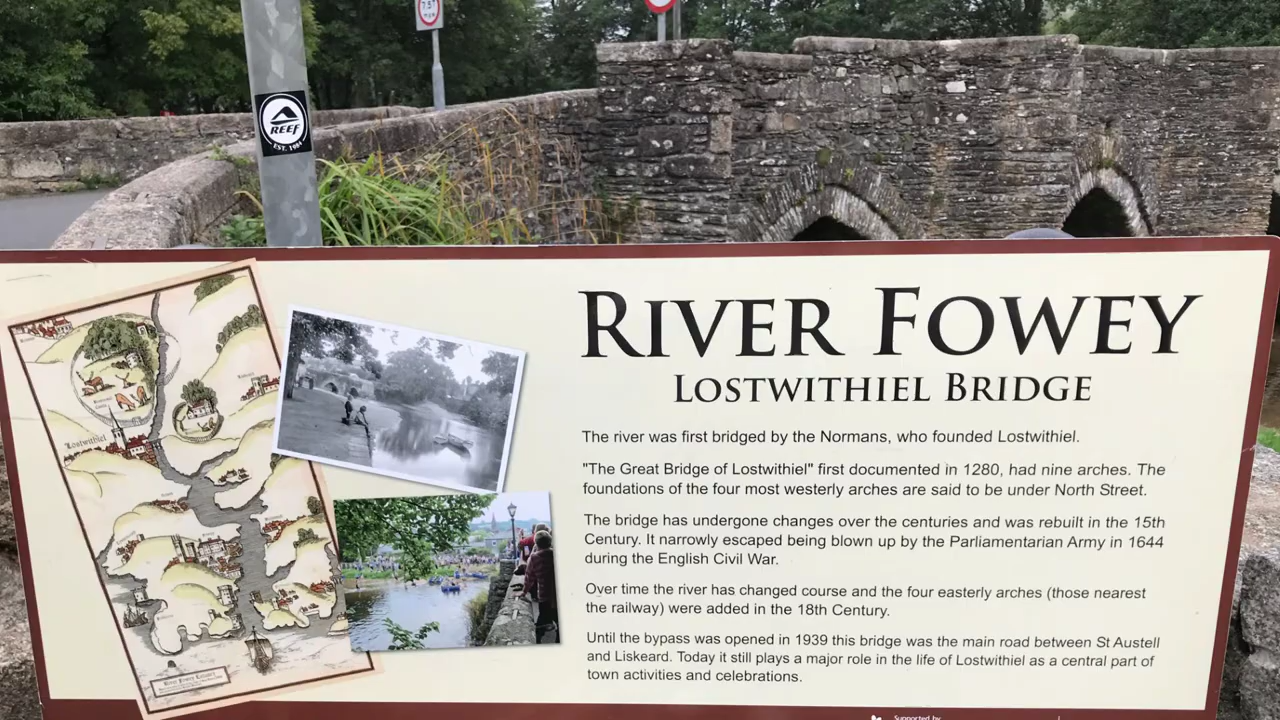 7.5T
REEF
EST. 1984
RIVER FOWEY
LOSTWITHIEL BRIDGE
The river was first bridged by the Normans, who founded Lostwithiel.
"The Great Bridge of Lostwithiel" first documented in 1280, had nine arches. The
foundations of the four most westerly arches are said to be under North Street.
The bridge has undergone changes over the centuries and was rebuilt in the 15th
Century. It narrowly escaped being blown up by the Parliamentarian Army in 1644
during the English Civil War.
Over time the river has changed course and the four easterly arches (those nearest
the railway) were added in the 18th Century.
Until the bypass was opened in 1939 this bridge was the main road between St Austell
and Liskeard. Today it still plays a major role in the life of Lostwithiel as a central part of
town activities and celebrations.
Lostwithiel
Supported by